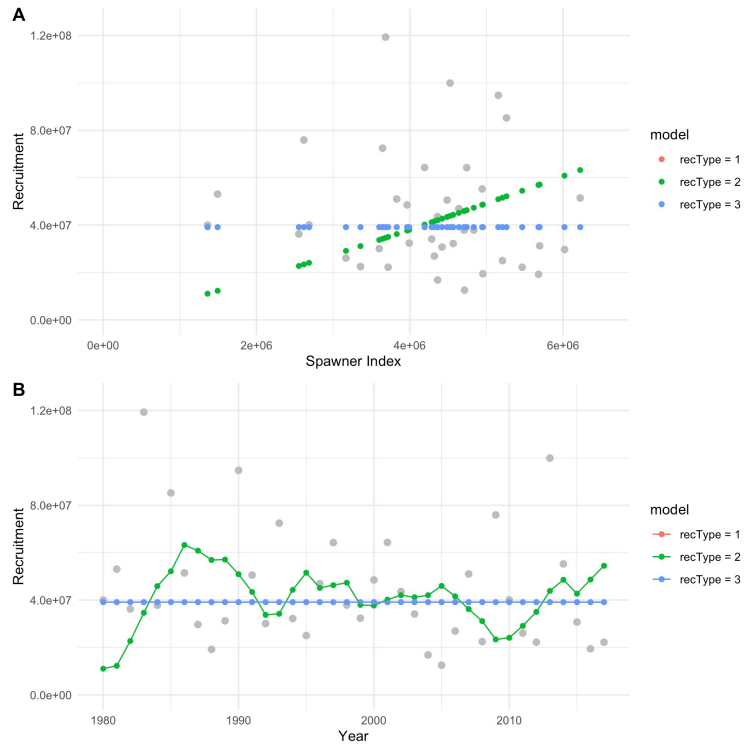 A
1.2e+08
8.0e+07
4.0e+07
0.0e+00
Recruitment
0e+00 2e+06 4e+06 6e+06
Spawner Index
model
recType = 1
recType = 2
recType = 3
B
1.2e+08
8.0e+07
4.0e+07
0.0e+00
Recruitment
1980 1990 2000 2010
Year
model
recType = 1
recType = 2
recType = 3